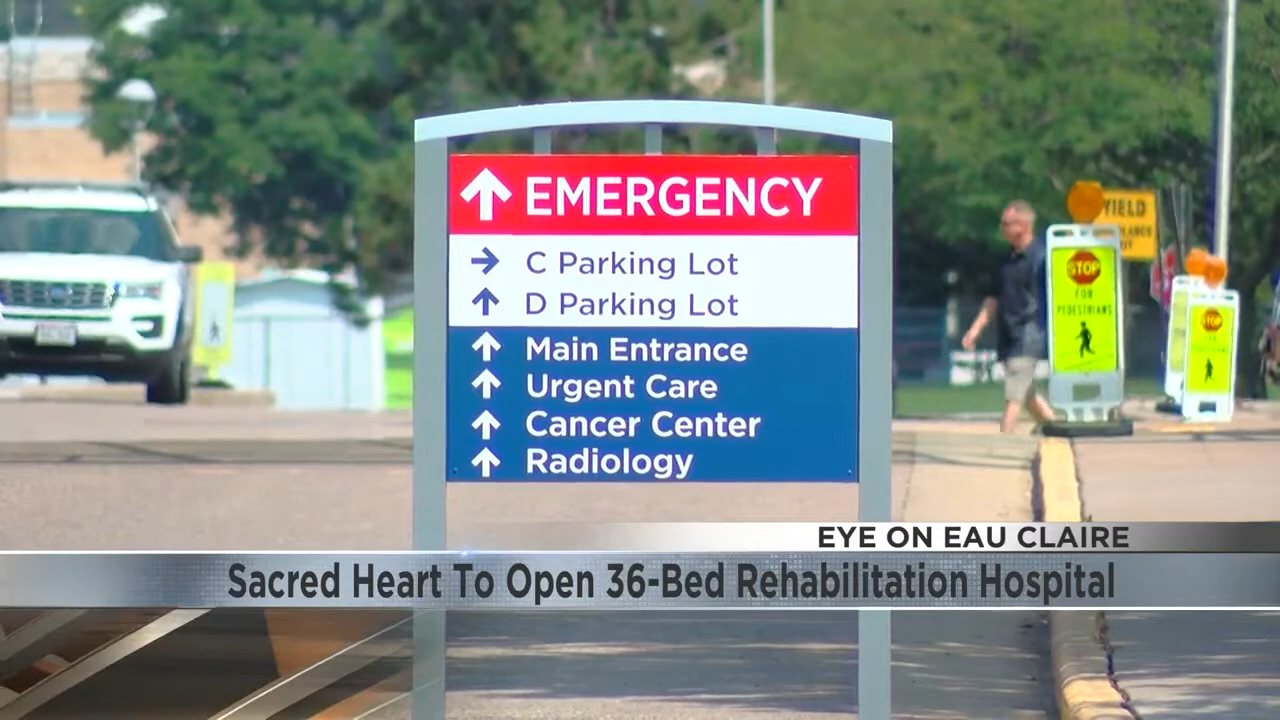 EMERGENCY
C Parking Lot
D Parking Lot
Main Entrance
Urgent Care
Cancer Center
Radiology
YIELD
STOP
FOR
PEDESTRIANS
STOP
EYE ON EAU CLAIRE
Sacred Heart To Open 36-Bed Rehabilitation Hospital